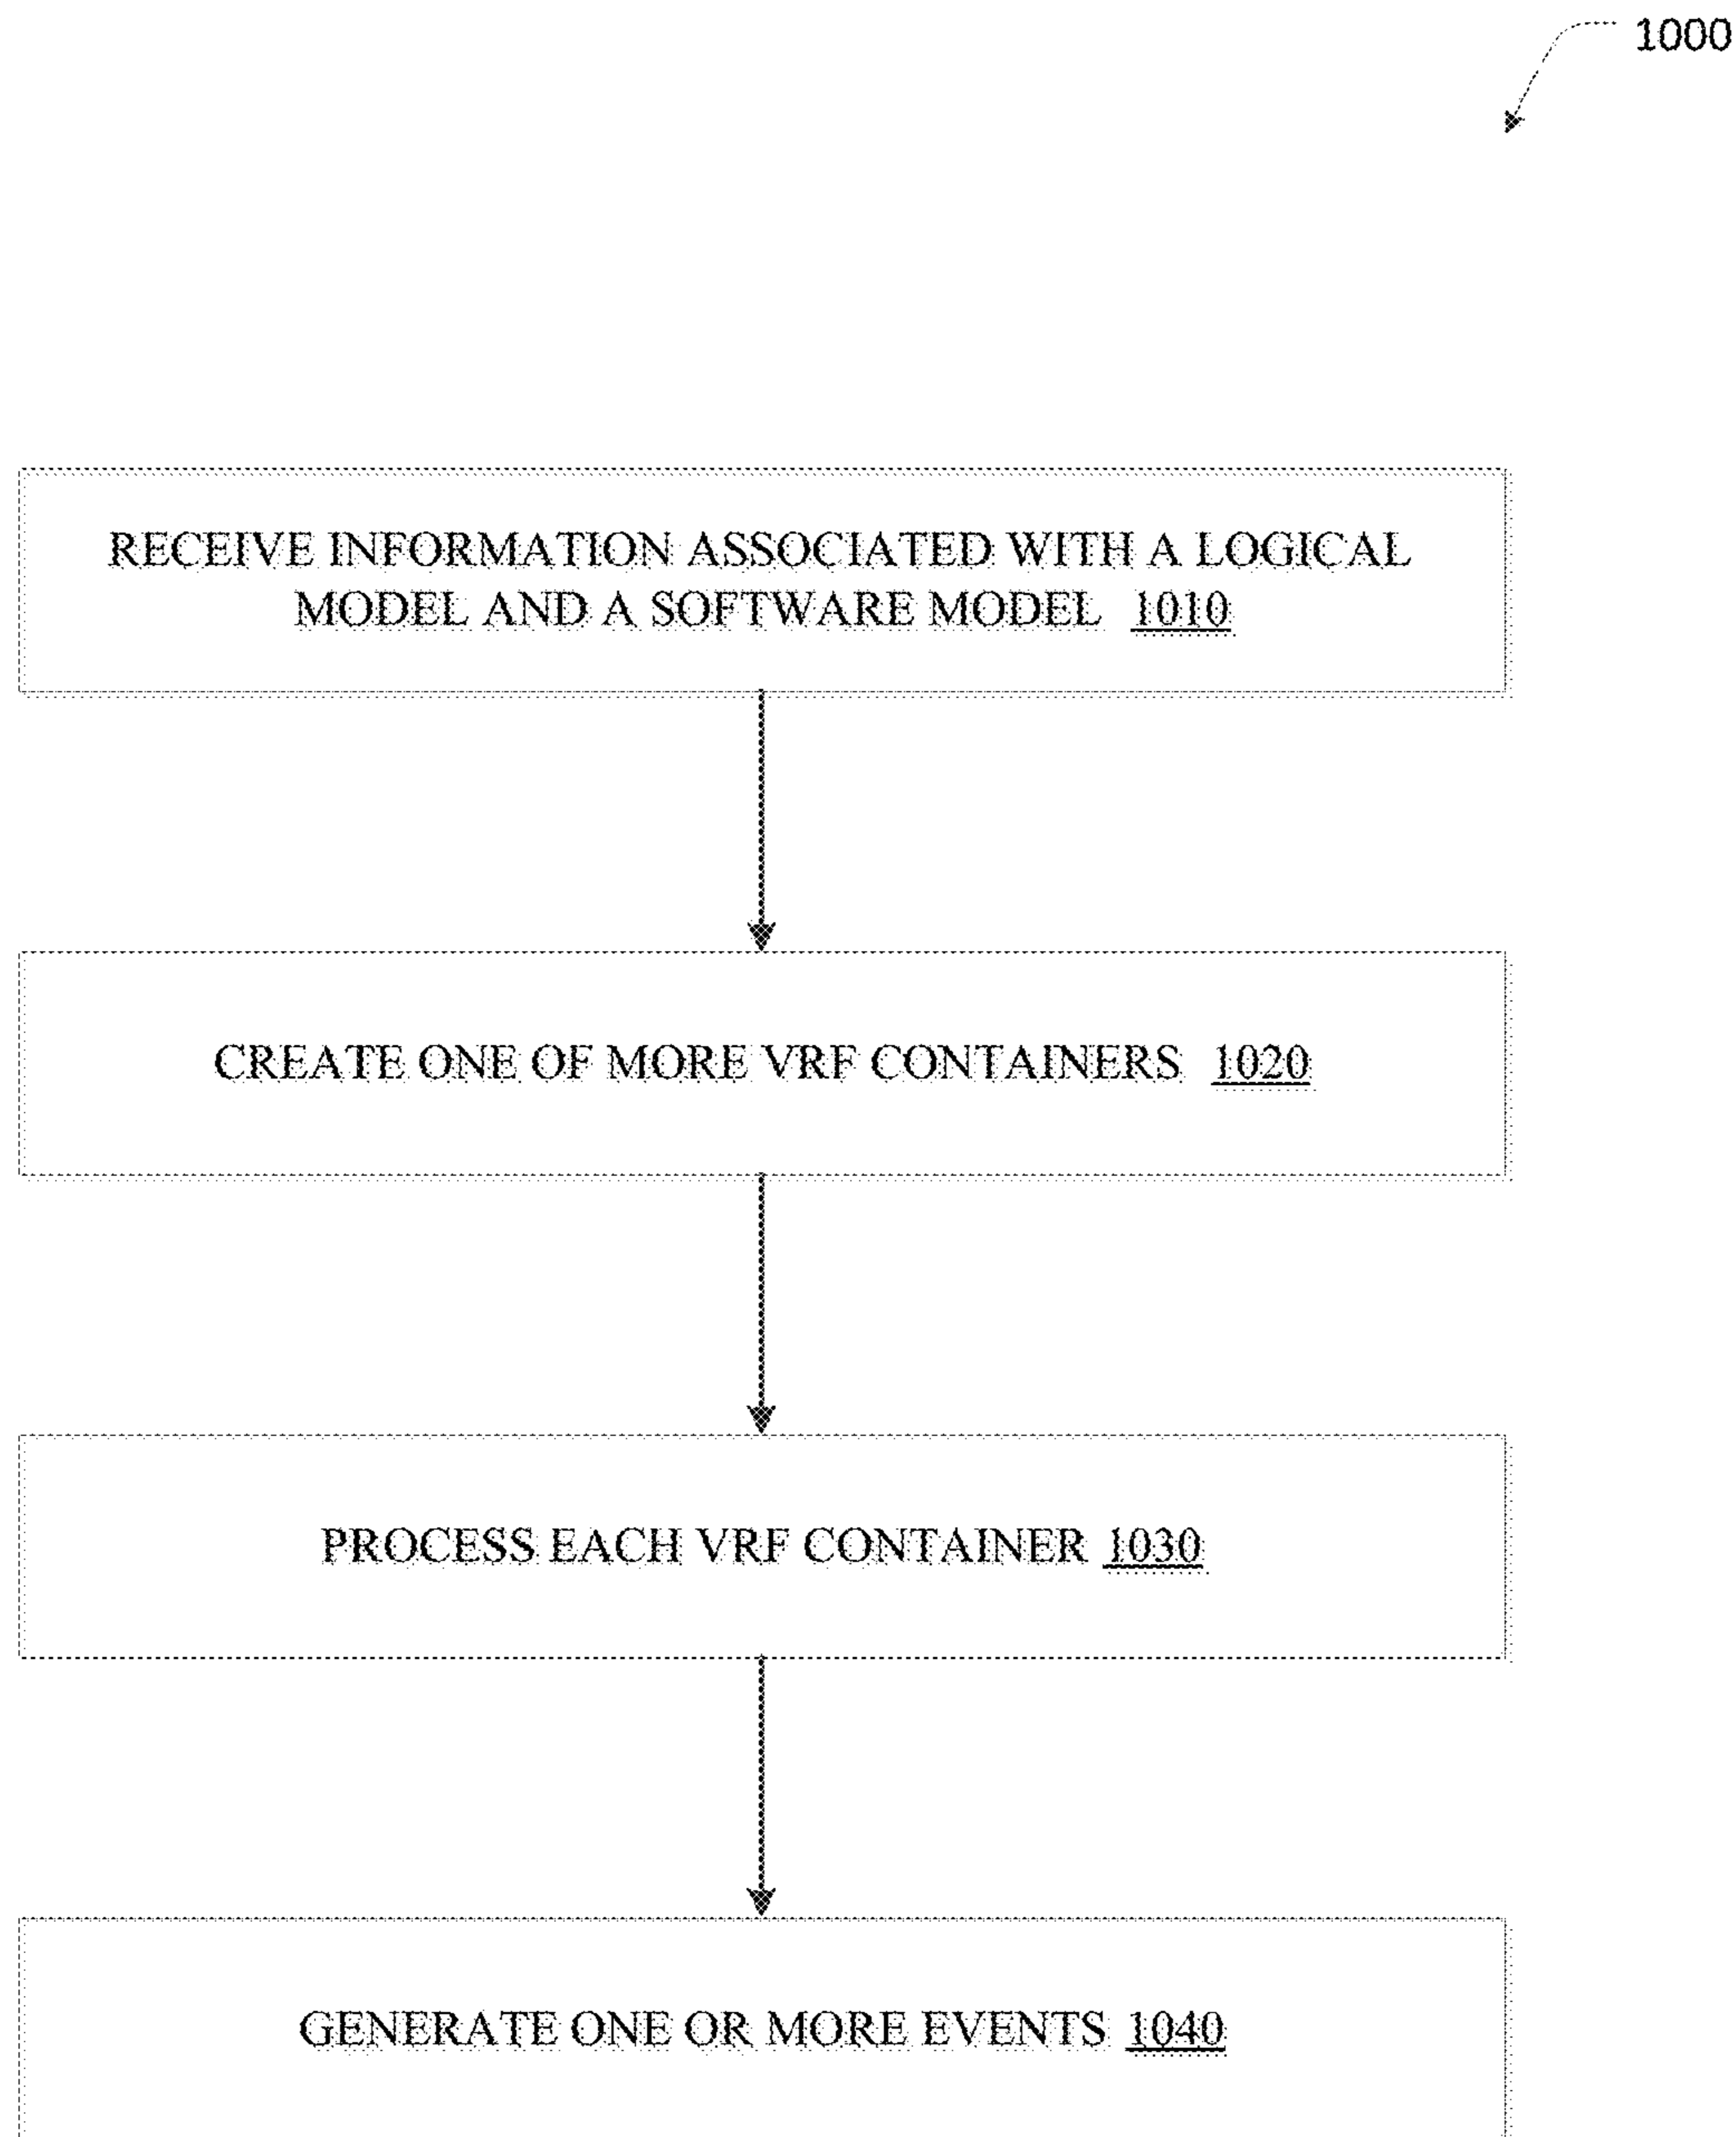 1000
RECEIVE INFORMATION ASSOCIATED WITH A LOGICAL
MODEL AND A SOFTWARE MODEL 1010
CREATE ONE OF MORE VRF CONTAINERS 1020
PROCESS EACH VRF CONTAINER 1030
GENERATE ONE OR MORE EVENTS 1040